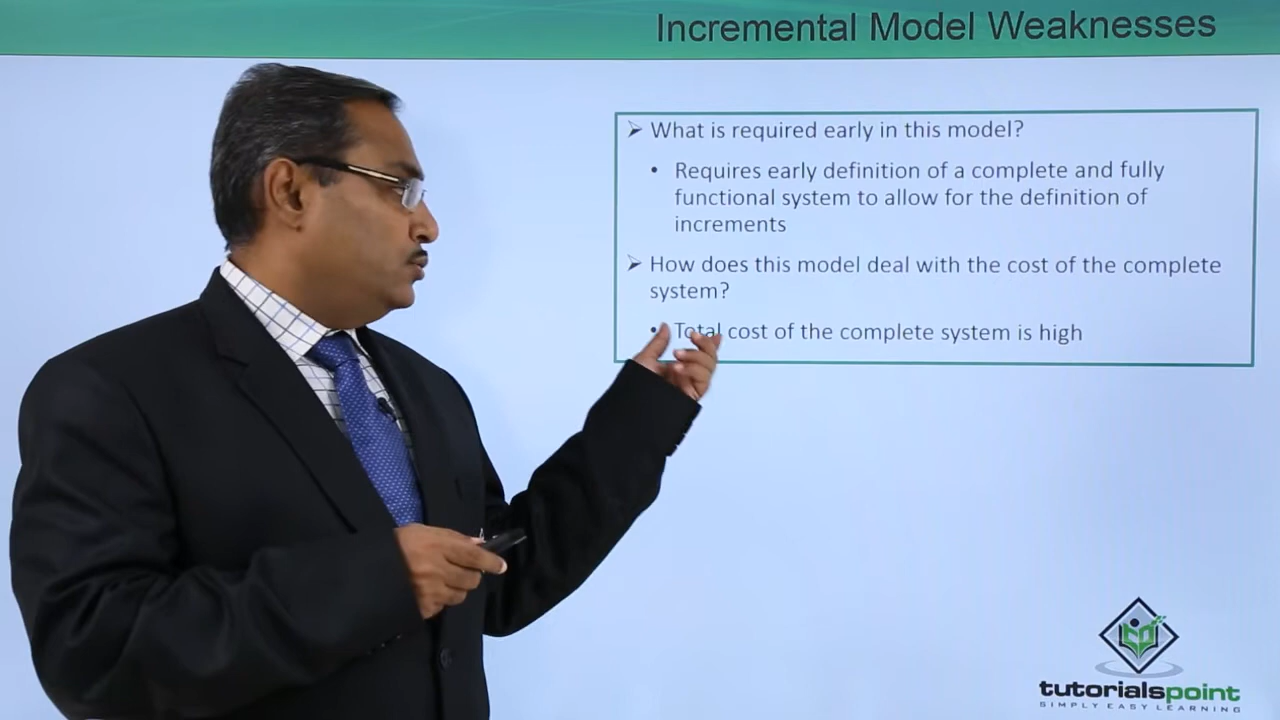 Incremental Model Weaknesses
➢ What is required early in this model?
• Requires early definition of a complete and fully
functional system to allow for the definition of
increments
➢ How does this model deal with the cost of the complete
system?
• Total cost of the complete system is high
tutorialspoint
SIMPLY EASY LEARNING